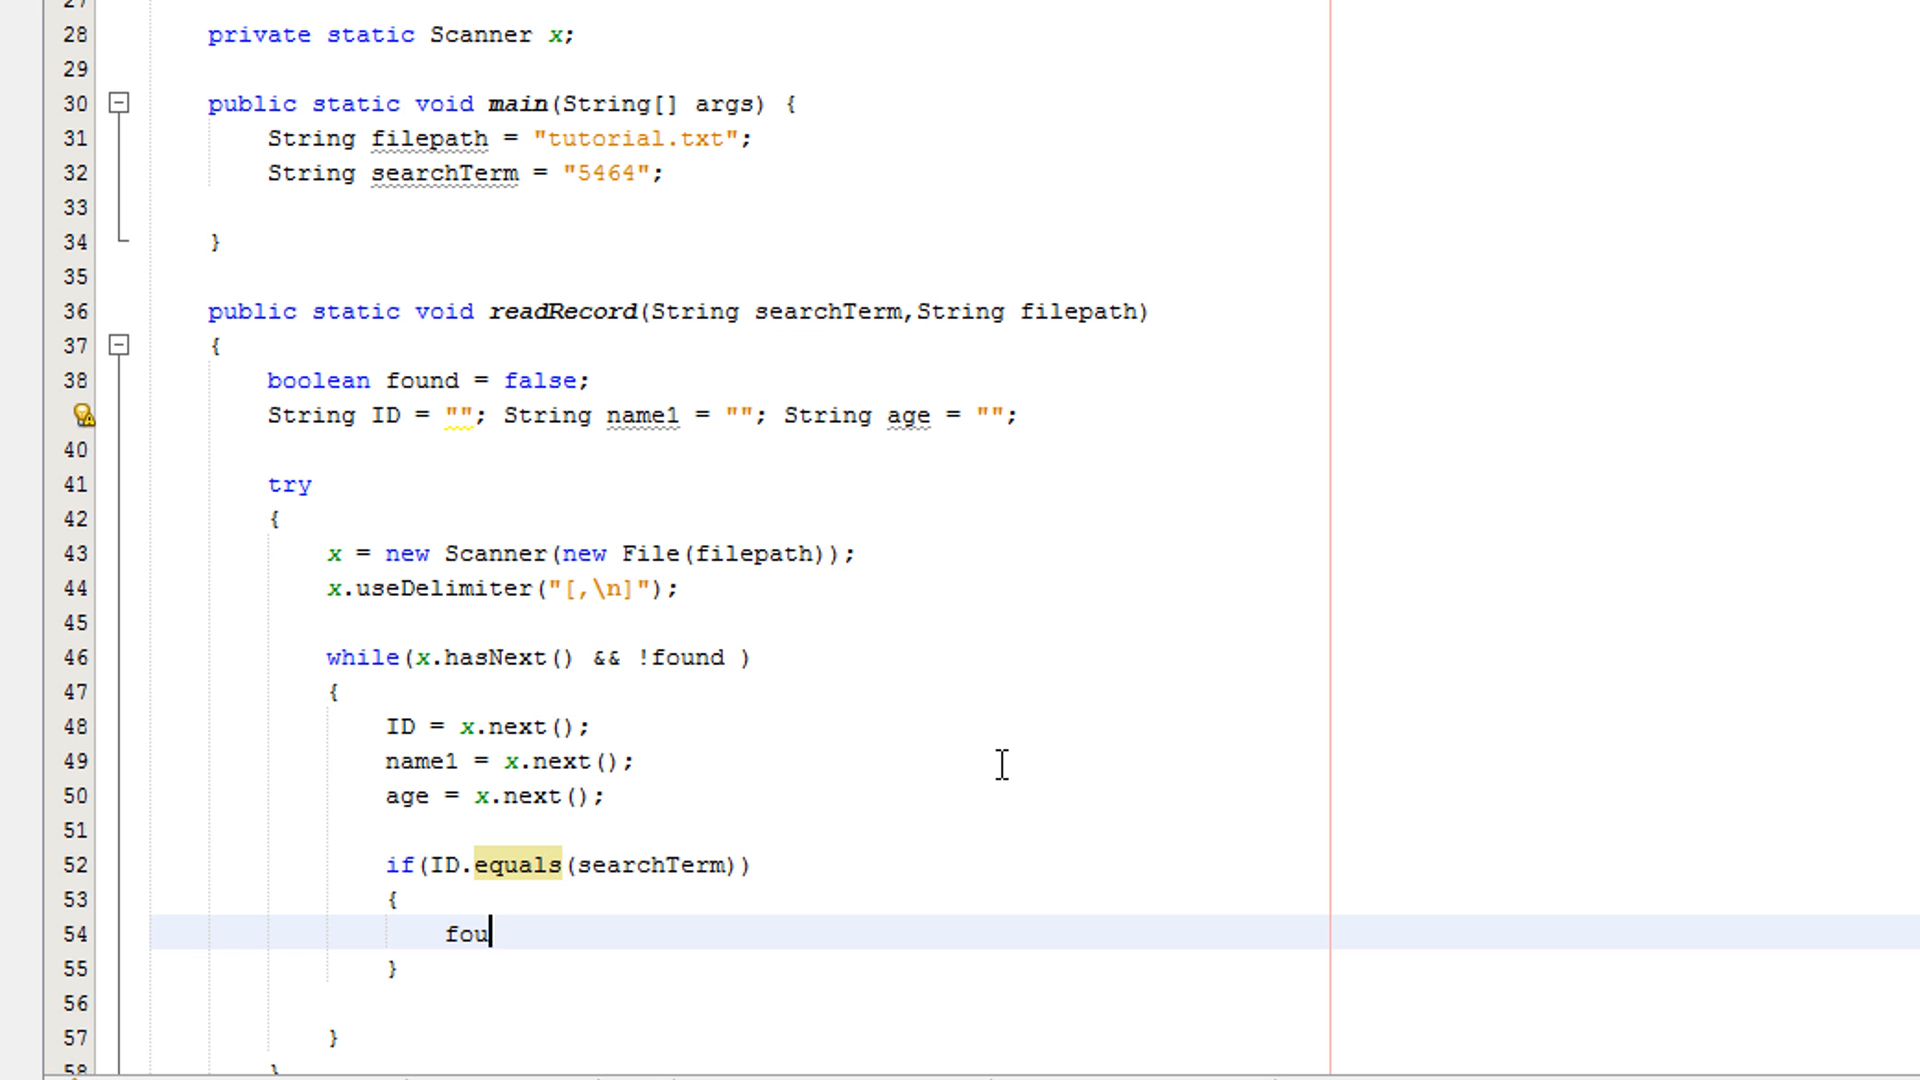 27
28 private static Scanner x;
29
30 public static void main(String[] args) {
31 String filepath = "tutorial.txt";
32 String searchTerm = "5464";
33
34 }
35
36 public static void readRecord(String searchTerm,String filepath)
37 {
38 boolean found = false;
String ID = ""; String name1 = ""; String age = "";
40
41 try
42 {
43 x = new Scanner(new File(filepath));
44 x.useDelimiter("[,\n]");
45
46 while(x.hasNext() && !found )
47 {
48 ID = x.next();
49 name1 = x.next();
50 age = x.next();
51
52 if(ID.equals(searchTerm))
53 {
54 fou
55 }
56
57 }
58 }